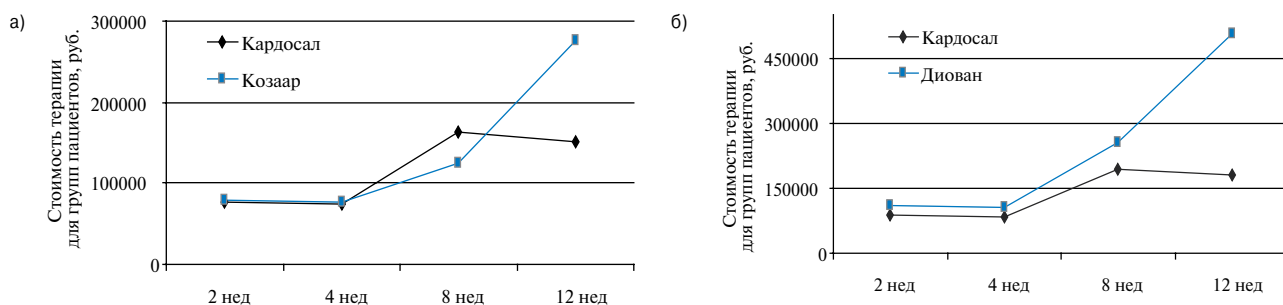 а)
Стоимость терапии
для групп пациентов, руб.
300000
200000
100000
0
Кардосал
Козаар
2 нед 4 нед 8 нед 12 нед
б)
Стоимость терапии
для групп пациентов, руб.
450000
300000
150000
0
Кардосал
Диован
2 нед 4 нед 8 нед 12 нед